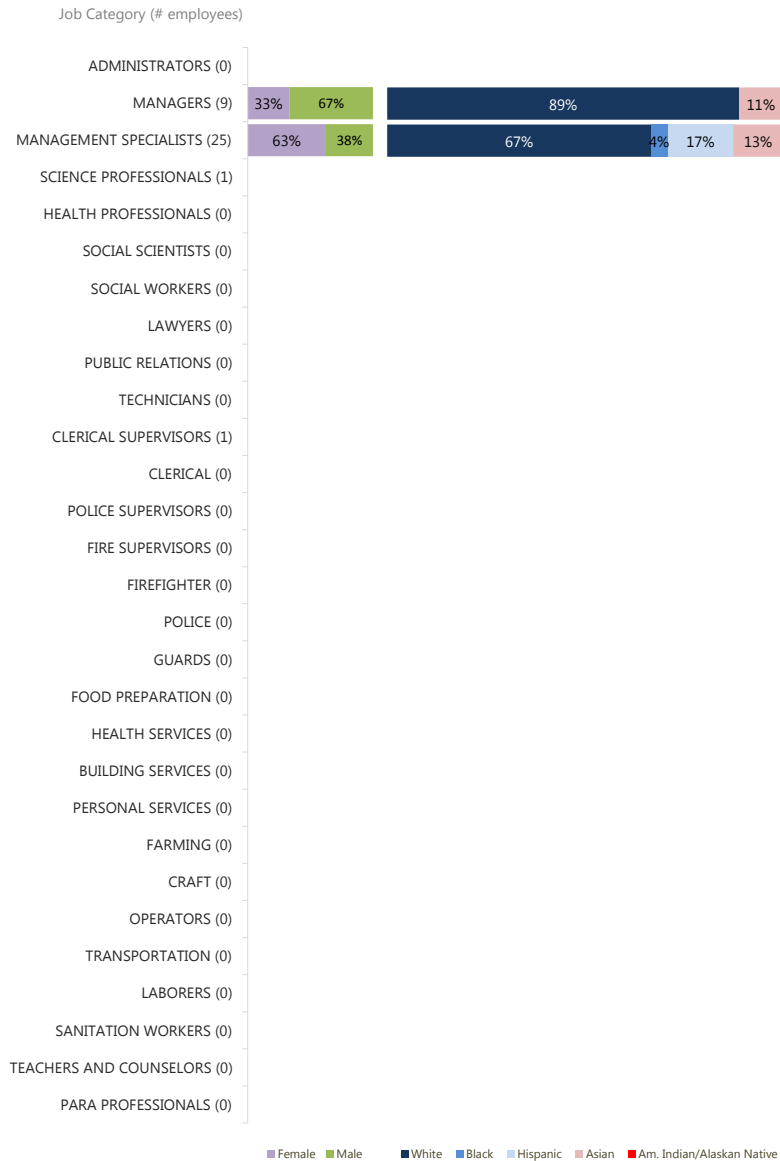 Job Category (# employees)
ADMINISTRATORS (0)
MANAGERS (9) 33% 67% 89% 11%
MANAGEMENT SPECIALISTS (25) 63% 38% 67% 4% 17% 13%
SCIENCE PROFESSIONALS (1)
HEALTH PROFESSIONALS (0)
SOCIAL SCIENTISTS (0)
SOCIAL WORKERS (0)
LAWYERS (0)
PUBLIC RELATIONS (0)
TECHNICIANS (0)
CLERICAL SUPERVISORS (1)
CLERICAL (0)
POLICE SUPERVISORS (0)
FIRE SUPERVISORS (0)
FIREFIGHTER (0)
POLICE (0)
GUARDS (0)
FOOD PREPARATION (0)
HEALTH SERVICES (0)
BUILDING SERVICES (0)
PERSONAL SERVICES (0)
FARMING (0)
CRAFT (0)
OPERATORS (0)
TRANSPORTATION (0)
LABORERS (0)
SANITATION WORKERS (0)
TEACHERS AND COUNSELORS (0)
PARA PROFESSIONALS (0)
Female Male White Black Hispanic Asian Am. Indian/Alaskan Native